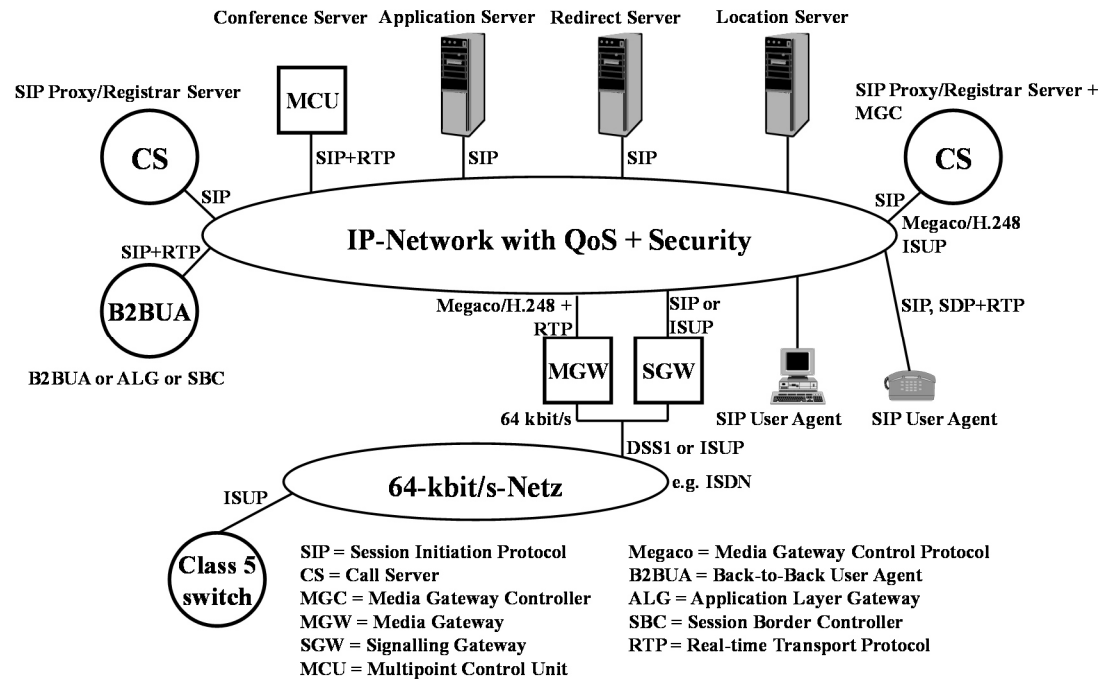 Conference Server
Application Server
Redirect Server
Location Server
SIP Proxy/Registrar Server
MCU
SIP Proxy/Registrar Server +
MGC
CS
CS
SIP+RTP
SIP
SIP
SIP
SIP
IP-Network with QoS + Security
Megaco/H.248
ISUP
SIP+RTP
B2BUA
Megaco/H.248 +
RTP
SIP or
ISUP
SIP, SDP+RTP
MGW
SGW
B2BUA or ALG or SBC
64 kbit/s
SIP User Agent
SIP User Agent
DSS1 or ISUP
64-kbit/s-Netz
e.g. ISDN
ISUP
Class 5
switch
SIP = Session Initiation Protocol
CS = Call Server
MGC = Media Gateway Controller
MGW = Media Gateway
SGW = Signalling Gateway
MCU = Multipoint Control Unit
Megaco = Media Gateway Control Protocol
B2BUA = Back-to-Back User Agent
ALG = Application Layer Gateway
SBC = Session Border Controller
RTP = Real-time Transport Protocol